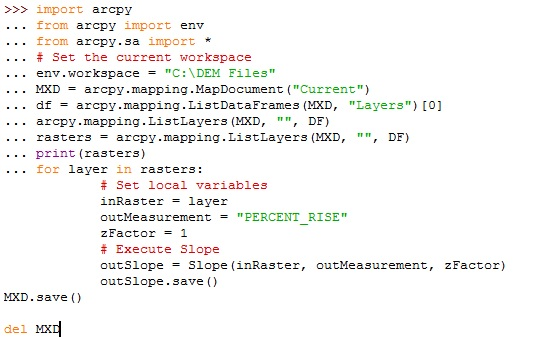 >>> import arcpy
... from arcpy import env
... from arcpy.sa import *
... # Set the current workspace
... env.workspace = "C:\DEM Files"
... MXD = arcpy.mapping.MapDocument("Current")
... df = arcpy.mapping.ListDataFrames(MXD, "Layers")[0]
... arcpy.mapping.ListLayers(MXD, "", DF)
... rasters = arcpy.mapping.ListLayers(MXD, "", DF)
... print(rasters)
... for layer in rasters:
            # Set local variables
            inRaster = layer
            outMeasurement = "PERCENT_RISE"
            zFactor = 1
            # Execute Slope
            outSlope = Slope(inRaster, outMeasurement, zFactor)
            outSlope.save()
MXD.save()

del MXD